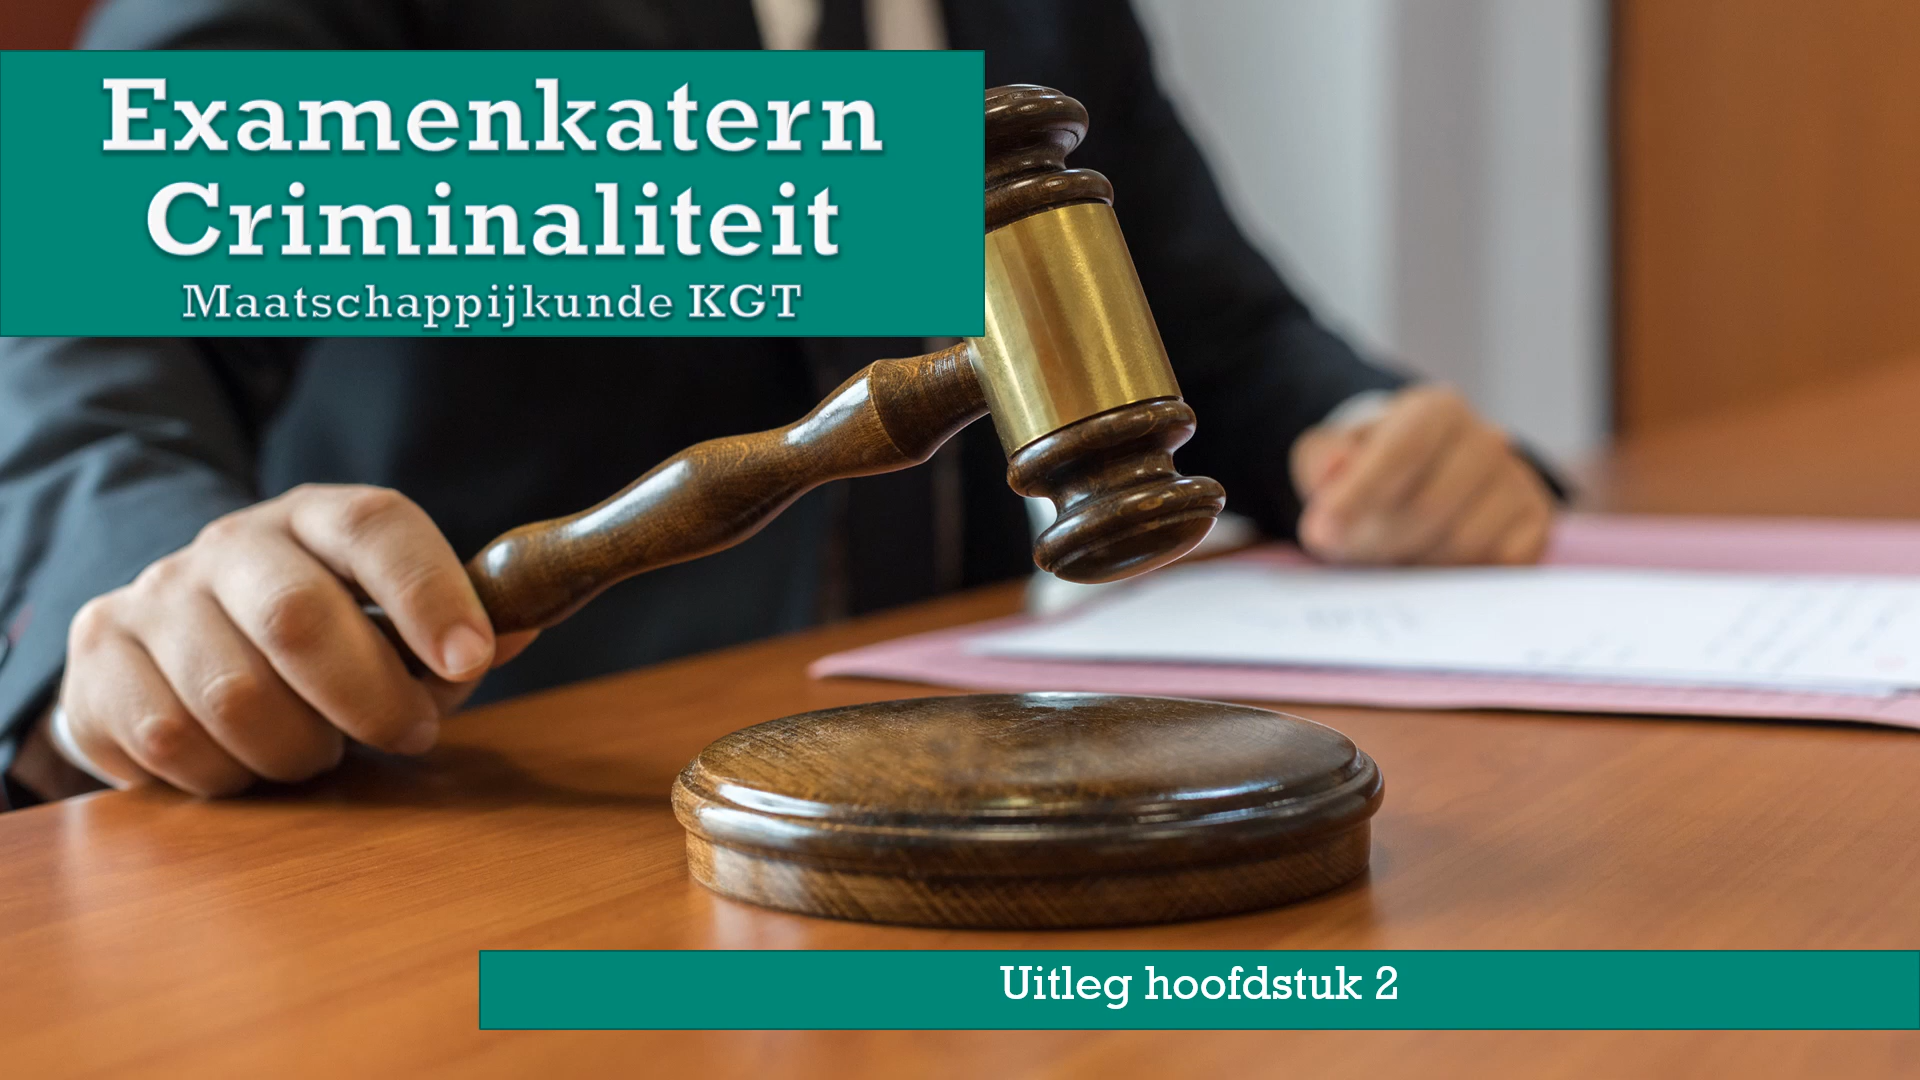 Examenkatern
Criminaliteit
Maatschappijkunde KGT
Uitleg hoofdstuk 2